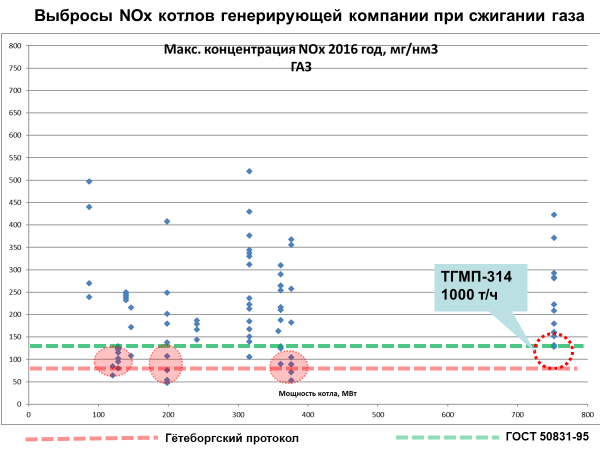 Выбросы NOx котлов генерирующей компании при сжигании газа
Макс. концентрация NOx 2016 год, мг/нм3
ГАЗ
800
750
700
650
600
550
500
450
400
350
300
250
200
150
100
50
0
ТГМП-314
1000 т/ч
Мощность котла, МВт
0 100 200 300 400 500 600 700 800
Гётеборгский протокол
ГОСТ 50831-95